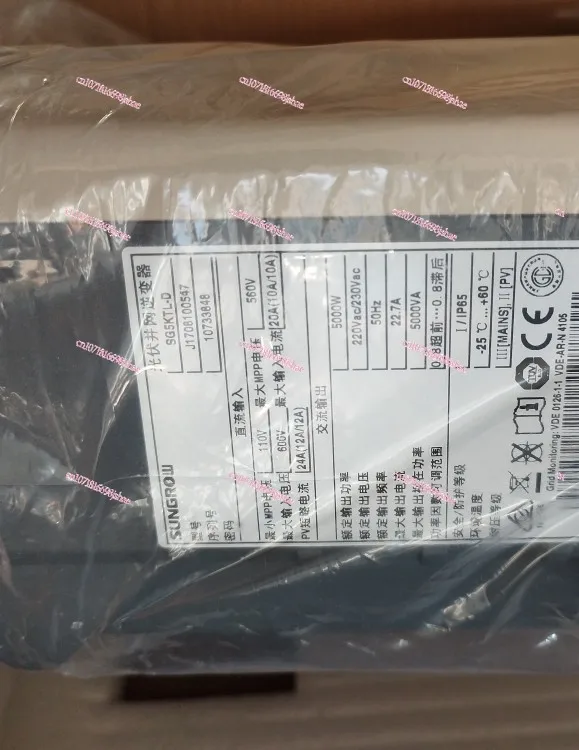 SUNGROW
光伏并网逆变器
型号 SG5KTL-D
序列号 J1706100547
密码 10733848
直流输入
最小MPP电压 110V 最大MPP电压 560V
最大输入电压 600V 最大输入电流 20A(10A/10A)
PV短路电流 24A(12A/12A)
交流输出
额定输出功率 5000W
额定输出电压 220Vac/230Vac
额定输出频率 50Hz
最大输出电流 22.7A
最大输出视在功率 5000VA
功率因数可调范围 0.8超前…0.8滞后
安全/防护等级 I / IP65
环境温度 -25 ℃ ... +60 ℃
过压等级 III[MAINS] II [PV]
CE
TÜV
Grid Monitoring: VDE 0126-1-1 VDE-AR-N 4105